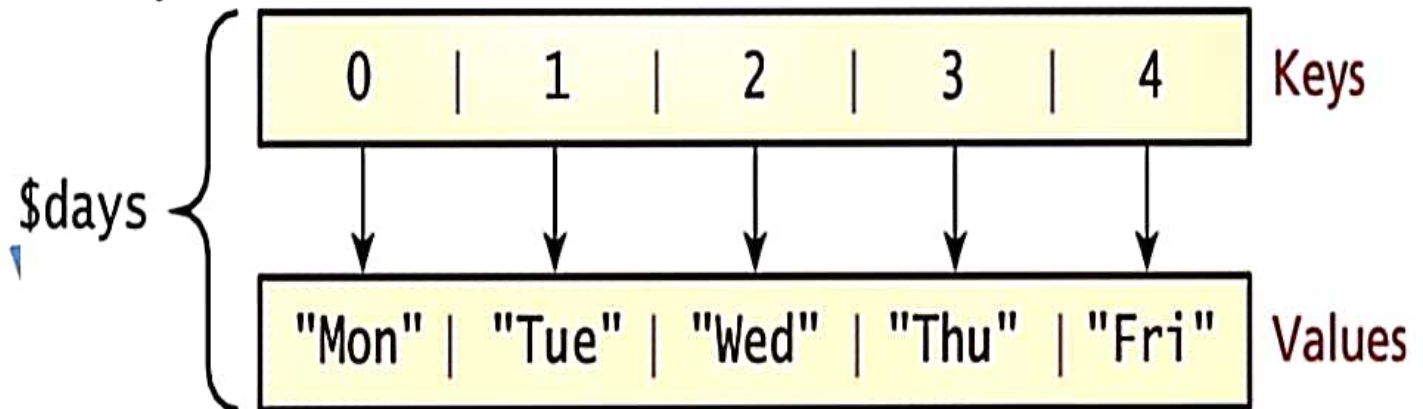 0 | 1 | 2 | 3 | 4 Keys
$days
"Mon" | "Tue" | "Wed" | "Thu" | "Fri" Values